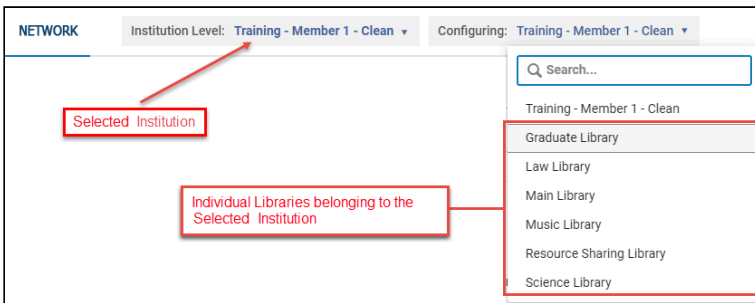 NETWORK Institution Level: Training - Member 1 - Clean Configuring: Training - Member 1 - Clean
Search...
Training - Member 1 - Clean
Selected Institution
Graduate Library
Law Library
Individual Libraries belonging to the
Selected Institution
Main Library
Music Library
Resource Sharing Library
Science Library